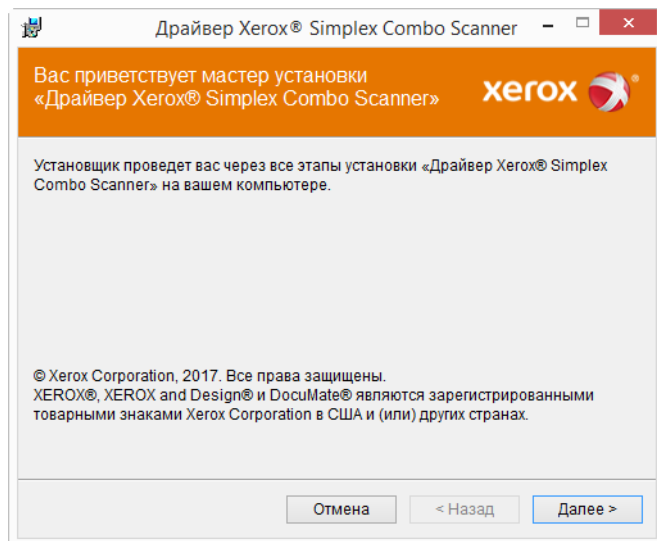 Драйвер Xerox® Simplex Combo Scanner
Вас приветствует мастер установки
«Драйвер Xerox® Simplex Combo Scanner»
xerox
Установщик проведет вас через все этапы установки «Драйвер Xerox® Simplex
Combo Scanner» на вашем компьютере.
© Xerox Corporation, 2017. Все права защищены.
XEROX®, XEROX and Design® и DocuMate® являются зарегистрированными
товарными знаками Xerox Corporation в США и (или) других странах.
Отмена
< Назад
Далее >